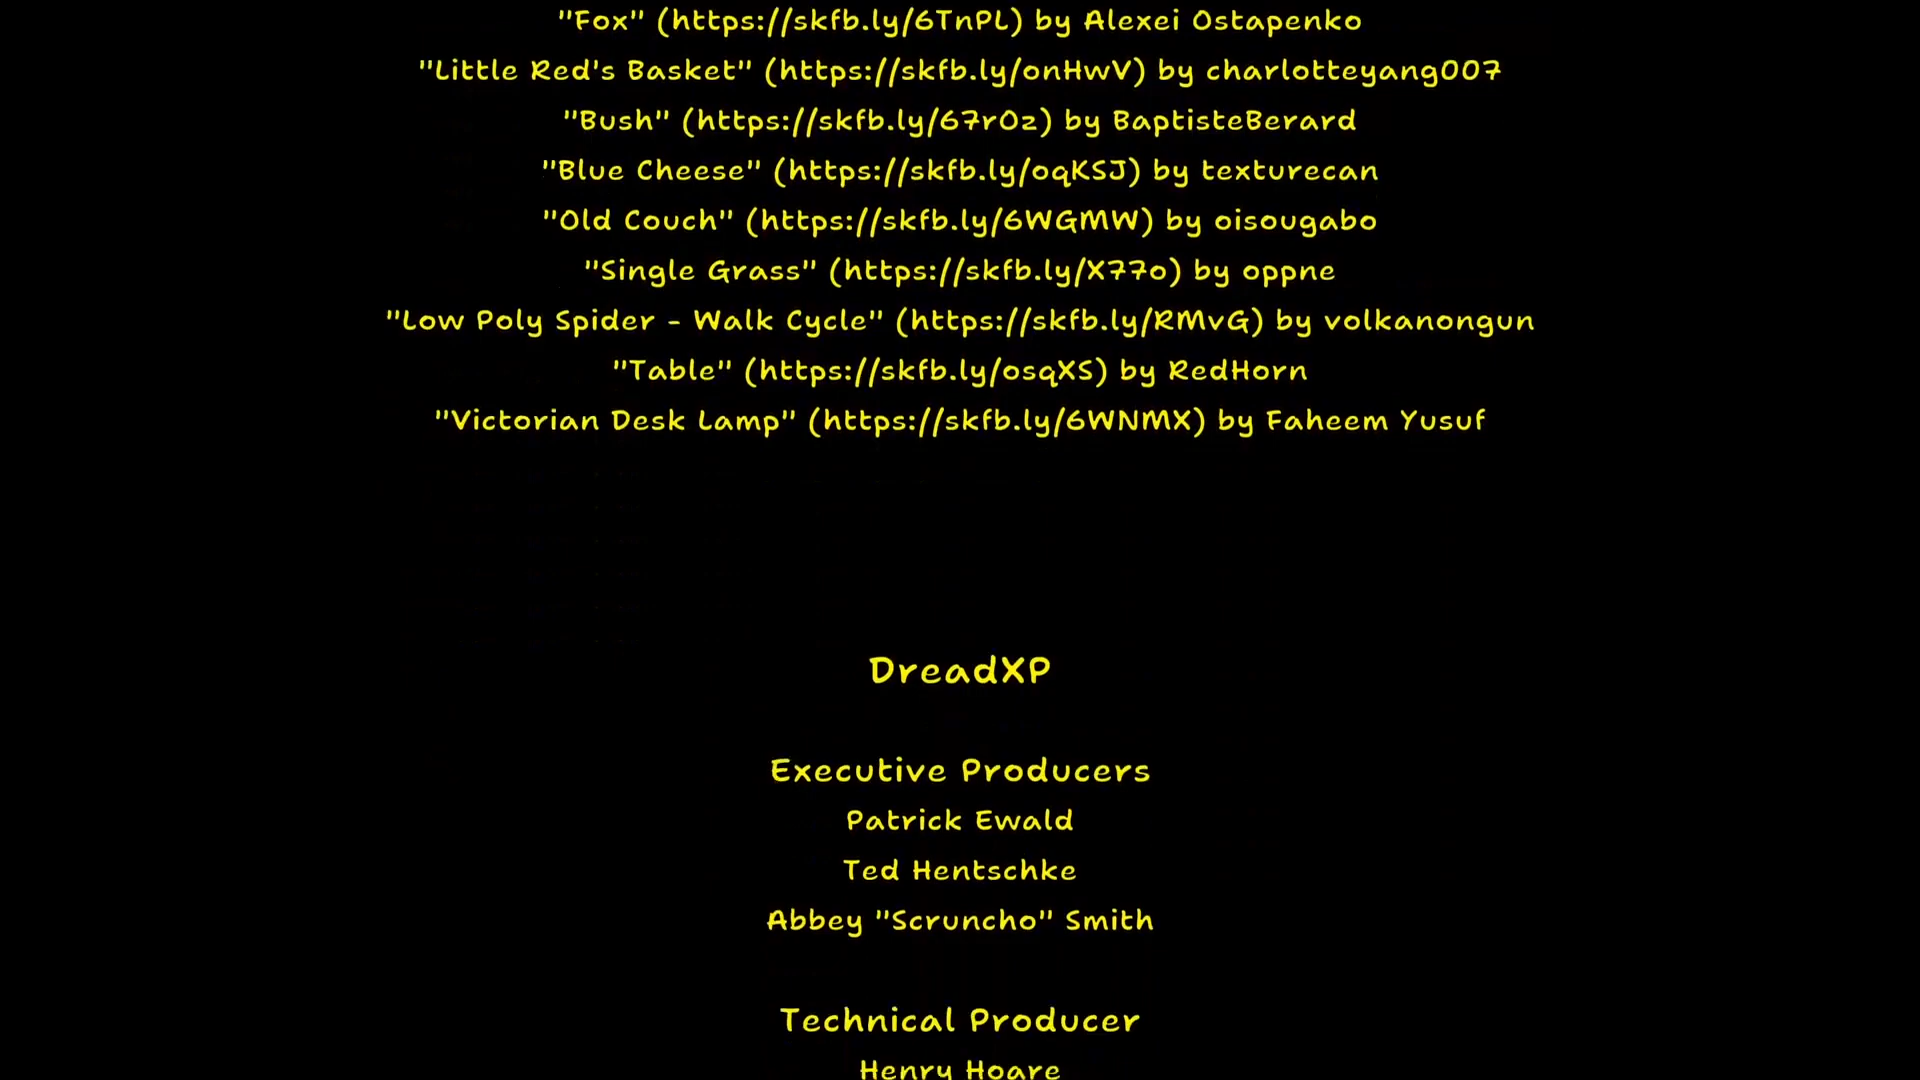 "Fox" (https://skfb.ly/6TnPL) by Alexei Ostapenko
"Little Red's Basket" (https://skfb.ly/onHwV) by charlotteyang007
"Bush" (https://skfb.ly/67rOz) by BaptisteBerard
"Blue Cheese" (https://skfb.ly/oqKSJ) by texturecan
"Old Couch" (https://skfb.ly/6WGMW) by oisougabo
"Single Grass" (https://skfb.ly/X77o) by oppne
"Low Poly Spider - Walk Cycle" (https://skfb.ly/RMvG) by volkanongun
"Table" (https://skfb.ly/osqXS) by RedHorn
"Victorian Desk Lamp" (https://skfb.ly/6WNMX) by Faheem Yusuf
DreadXP
Executive Producers
Patrick Ewald
Ted Hentschke
Abbey "Scruncho" Smith
Technical Producer
Henry Hoare